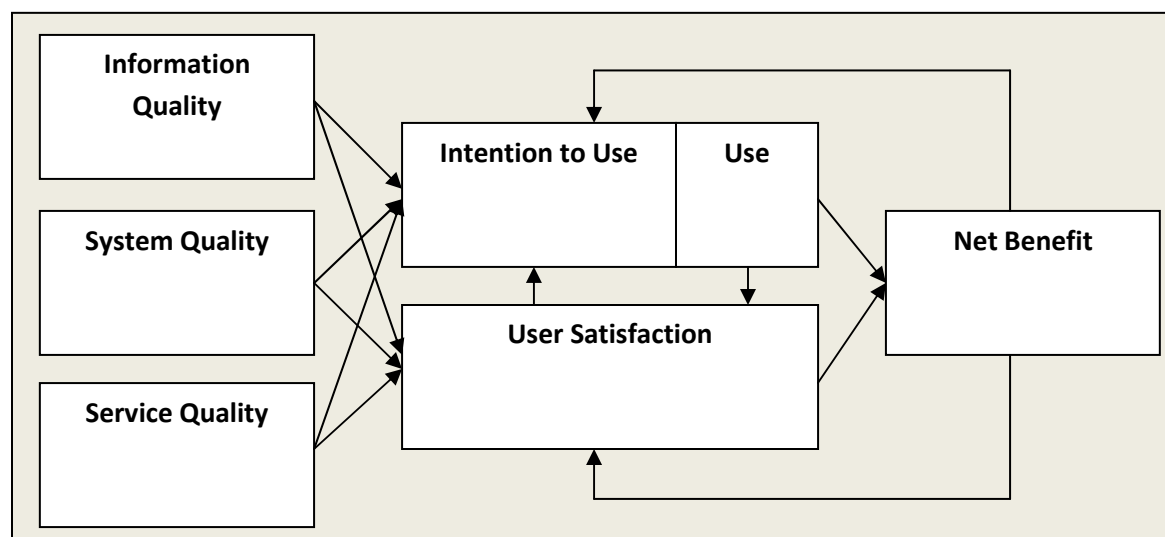 Information
Quality
Intention to Use
Use
System Quality
Net Benefit
User Satisfaction
Service Quality